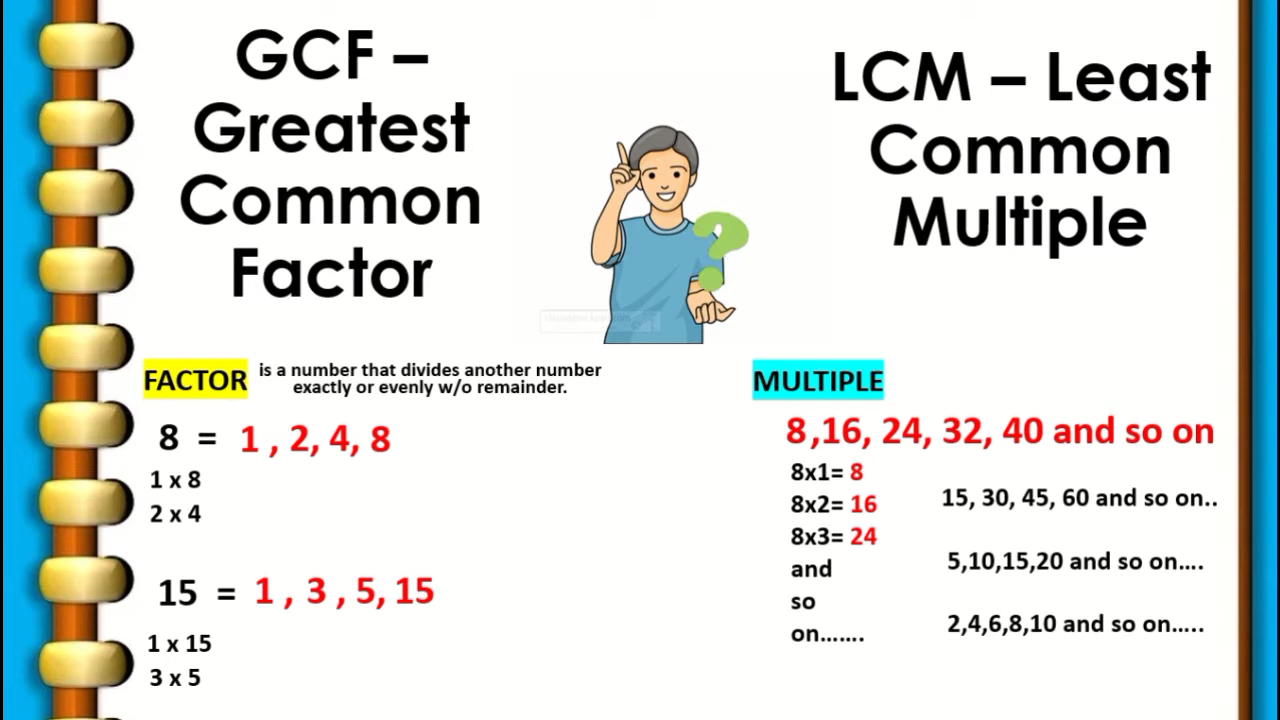 GCF –
Greatest
Common
Factor
LCM – Least
Common
Multiple
FACTOR is a number that divides another number
exactly or evenly w/o remainder.
8 = 1 , 2, 4, 8
1 x 8
2 x 4
15 = 1 , 3 , 5, 15
1 x 15
3 x 5
MULTIPLE
8 ,16, 24, 32, 40 and so on
8x1= 8
8x2= 16
8x3= 24
and
so
on.......
15, 30, 45, 60 and so on..
5,10,15,20 and so on....
2,4,6,8,10 and so on.....